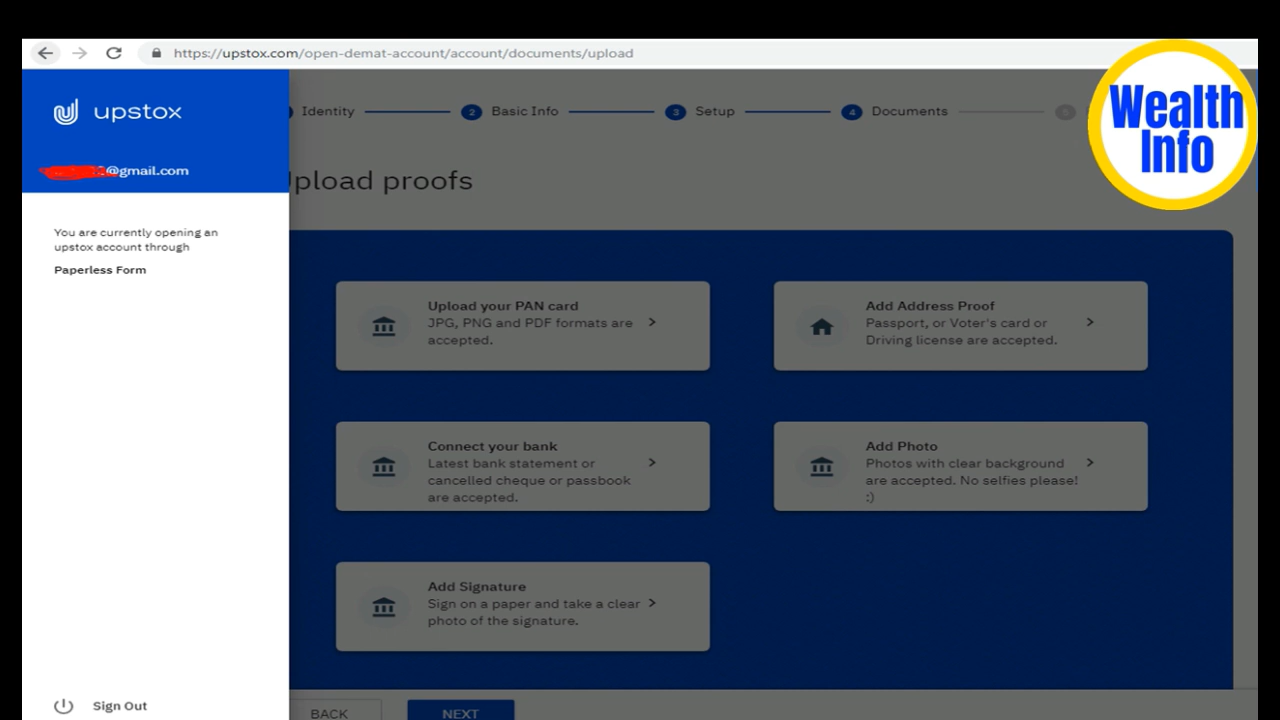 https://upstox.com/open-demat-account/account/documents/upload
Wealth
Info
upstox
@gmail.com
Identity
2 Basic Info
3 Setup
4 Documents
Upload proofs
You are currently opening an
upstox account through
Paperless Form
Upload your PAN card
JPG, PNG and PDF formats are
accepted.
Add Address Proof
Passport, or Voter's card or
Driving license are accepted.
Connect your bank
Latest bank statement or
cancelled cheque or passbook
are accepted.
Add Photo
Photos with clear background
are accepted. No selfies please!
:)
Add Signature
Sign on a paper and take a clear
photo of the signature.
Sign Out
BACK
NEXT